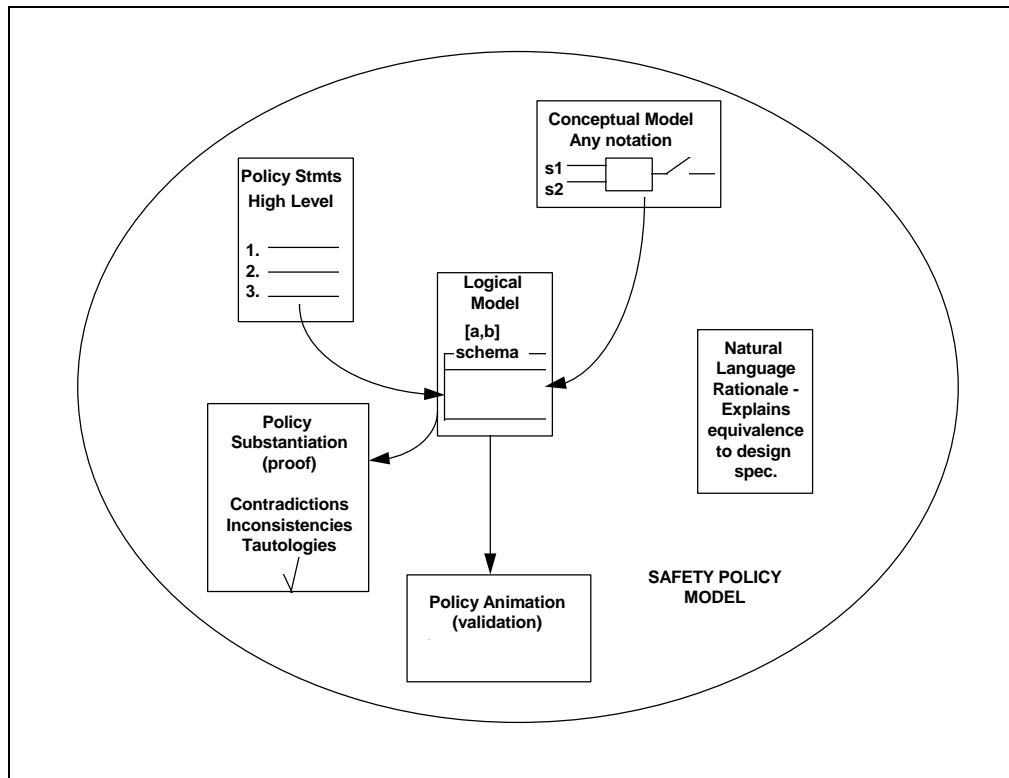 Conceptual Model
Any notation
s1
s2
Policy Stmts
High Level
1.
2.
3.
Logical
Model
[a,b]
schema
Natural
Language
Rationale -
Explains
equivalence
to design
spec.
Policy
Substantiation
(proof)
Contradictions
Inconsistencies
Tautologies
Policy Animation
(validation)
SAFETY POLICY
MODEL